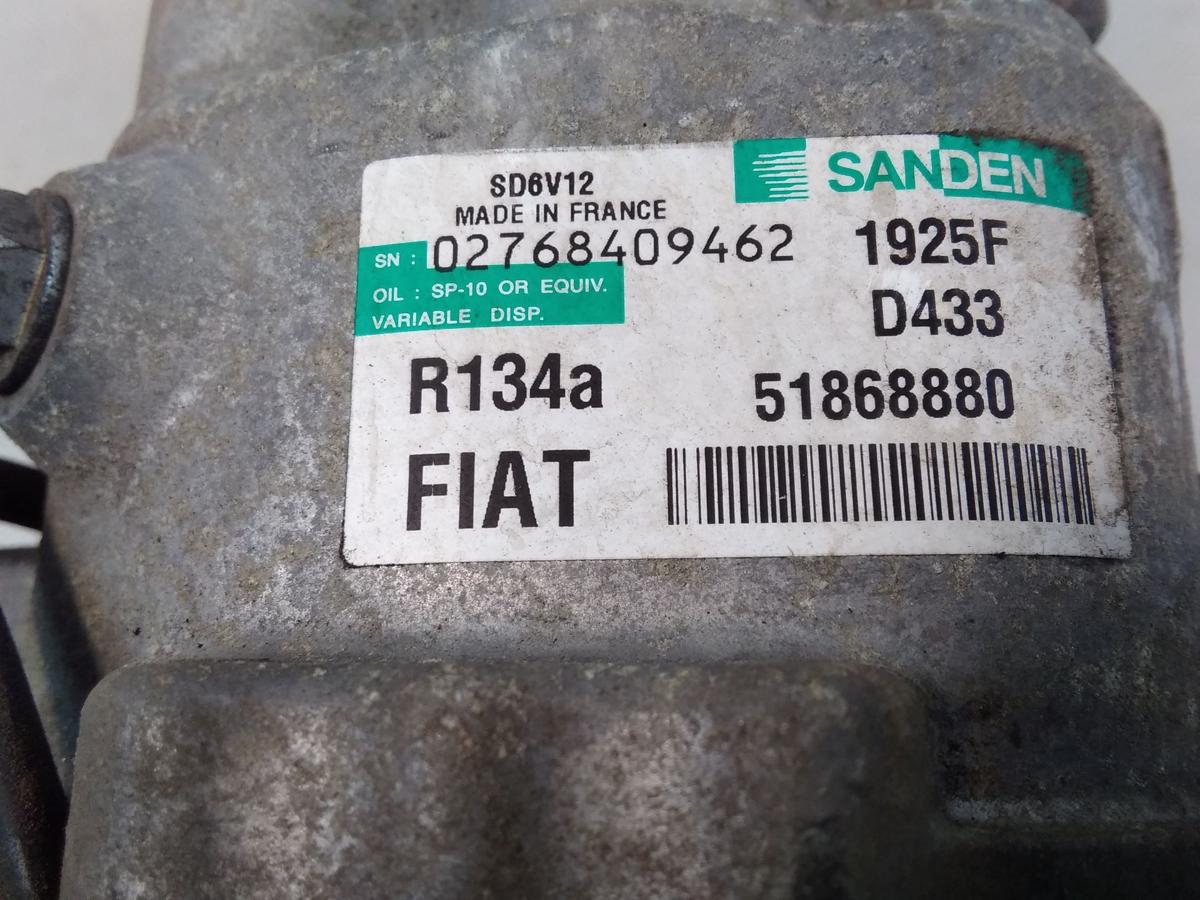 SANDEN
SD6V12
MADE IN FRANCE
SN : 02768409462 1925F
OIL : SP-10 OR EQUIV.
VARIABLE DISP. D433
R134a 51868880
FIAT